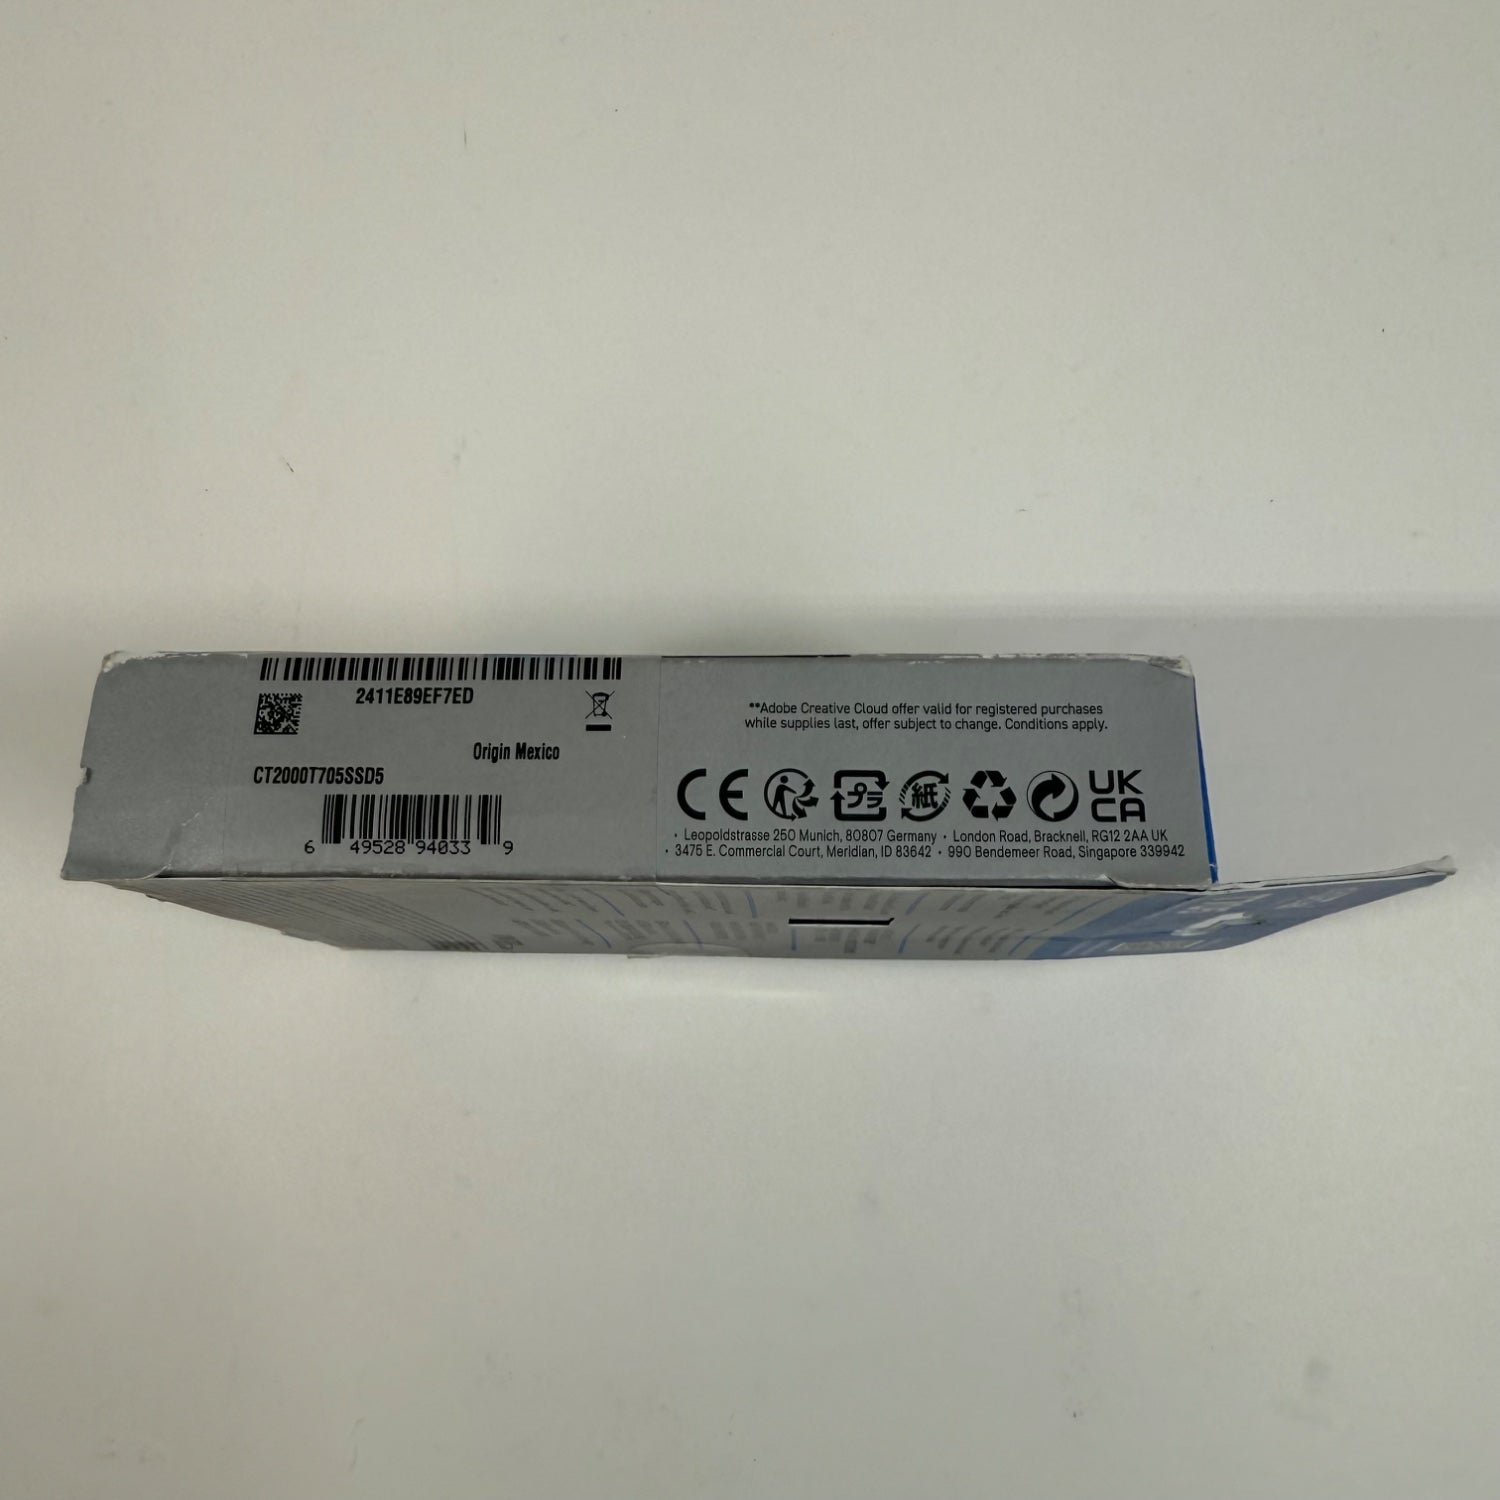 2411E89EF7ED
Origin Mexico
CT2000T705SSD5
6 49528 94033 9
**Adobe Creative Cloud offer valid for registered purchases
while supplies last, offer subject to change. Conditions apply.
CE プラ 紙 UK
CA
• Leopoldstrasse 250 Munich, 80807 Germany • London Road, Bracknell, RG12 2AA UK
• 3475 E. Commercial Court, Meridian, ID 83642 • 990 Bendemeer Road, Singapore 339942